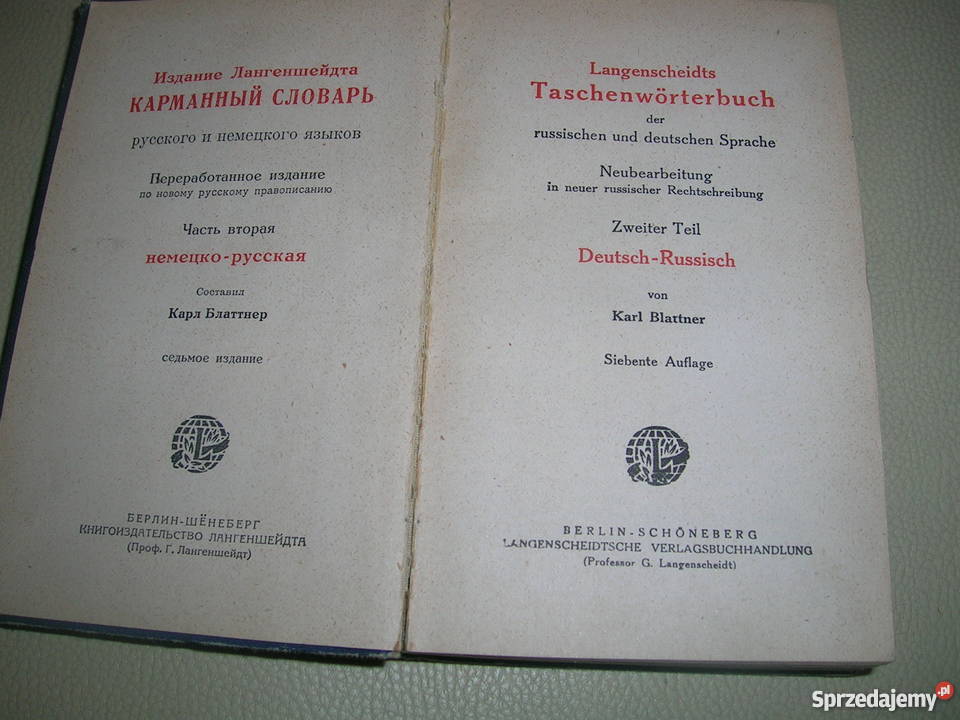 Издание Лангеншейдта
КАРМАННЫЙ СЛОВАРЬ
русского и немецкого языков
Переработанное издание
по новому русскому правописанию
Часть вторая
немецко-русская
Составил
Карл Блаттнер
седьмое издание
L
БЕРЛИН-ШЁНЕБЕРГ
КНИГОИЗДАТЕЛЬСТВО ЛАНГЕНШЕЙДТА
(Проф. Г. Лангеншейдт)
Langenscheidts
Taschenwörterbuch
der
russischen und deutschen Sprache
Neubearbeitung
in neuer russischer Rechtschreibung
Zweiter Teil
Deutsch-Russisch
von
Karl Blattner
Siebente Auflage
L
BERLIN-SCHÖNEBERG
LANGENSCHEIDTSCHE VERLAGSBUCHHANDLUNG
(Professor G. Langenscheidt)
Sprzedajemy.pl